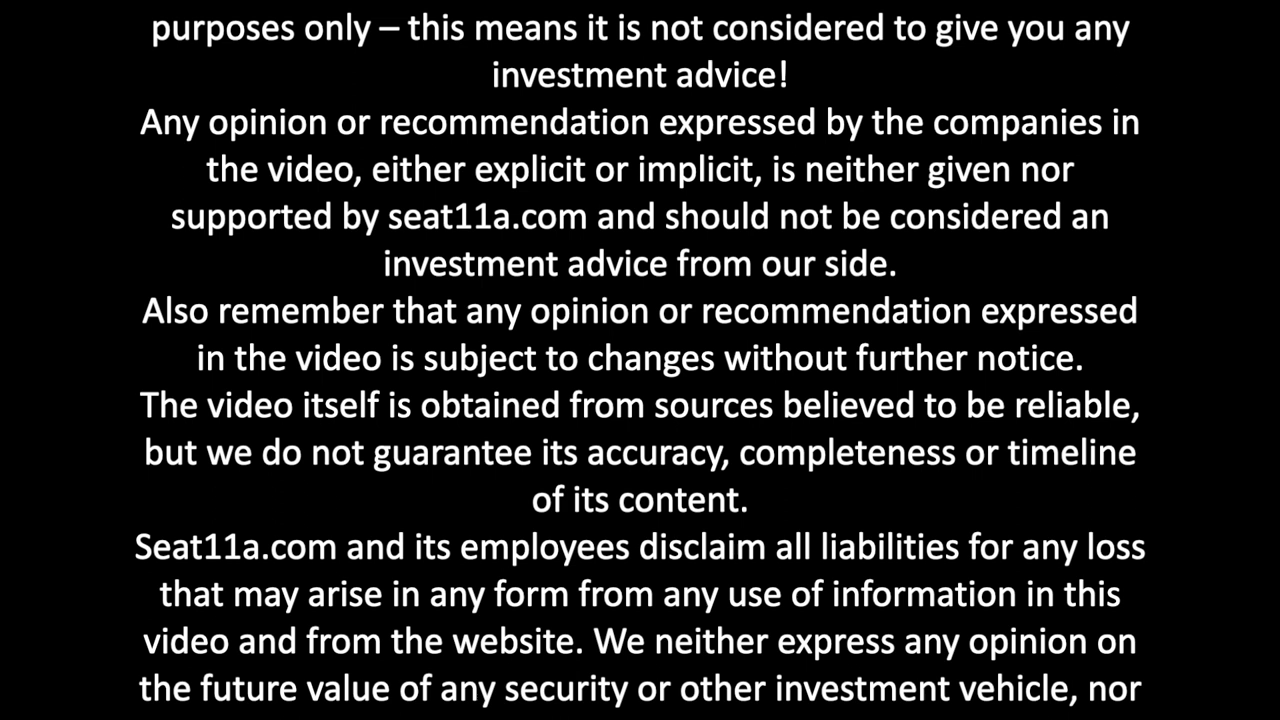 purposes only – this means it is not considered to give you any
investment advice!
Any opinion or recommendation expressed by the companies in
the video, either explicit or implicit, is neither given nor
supported by seat11a.com and should not be considered an
investment advice from our side.
Also remember that any opinion or recommendation expressed
in the video is subject to changes without further notice.
The video itself is obtained from sources believed to be reliable,
but we do not guarantee its accuracy, completeness or timeline
of its content.
Seat11a.com and its employees disclaim all liabilities for any loss
that may arise in any form from any use of information in this
video and from the website. We neither express any opinion on
the future value of any security or other investment vehicle, nor